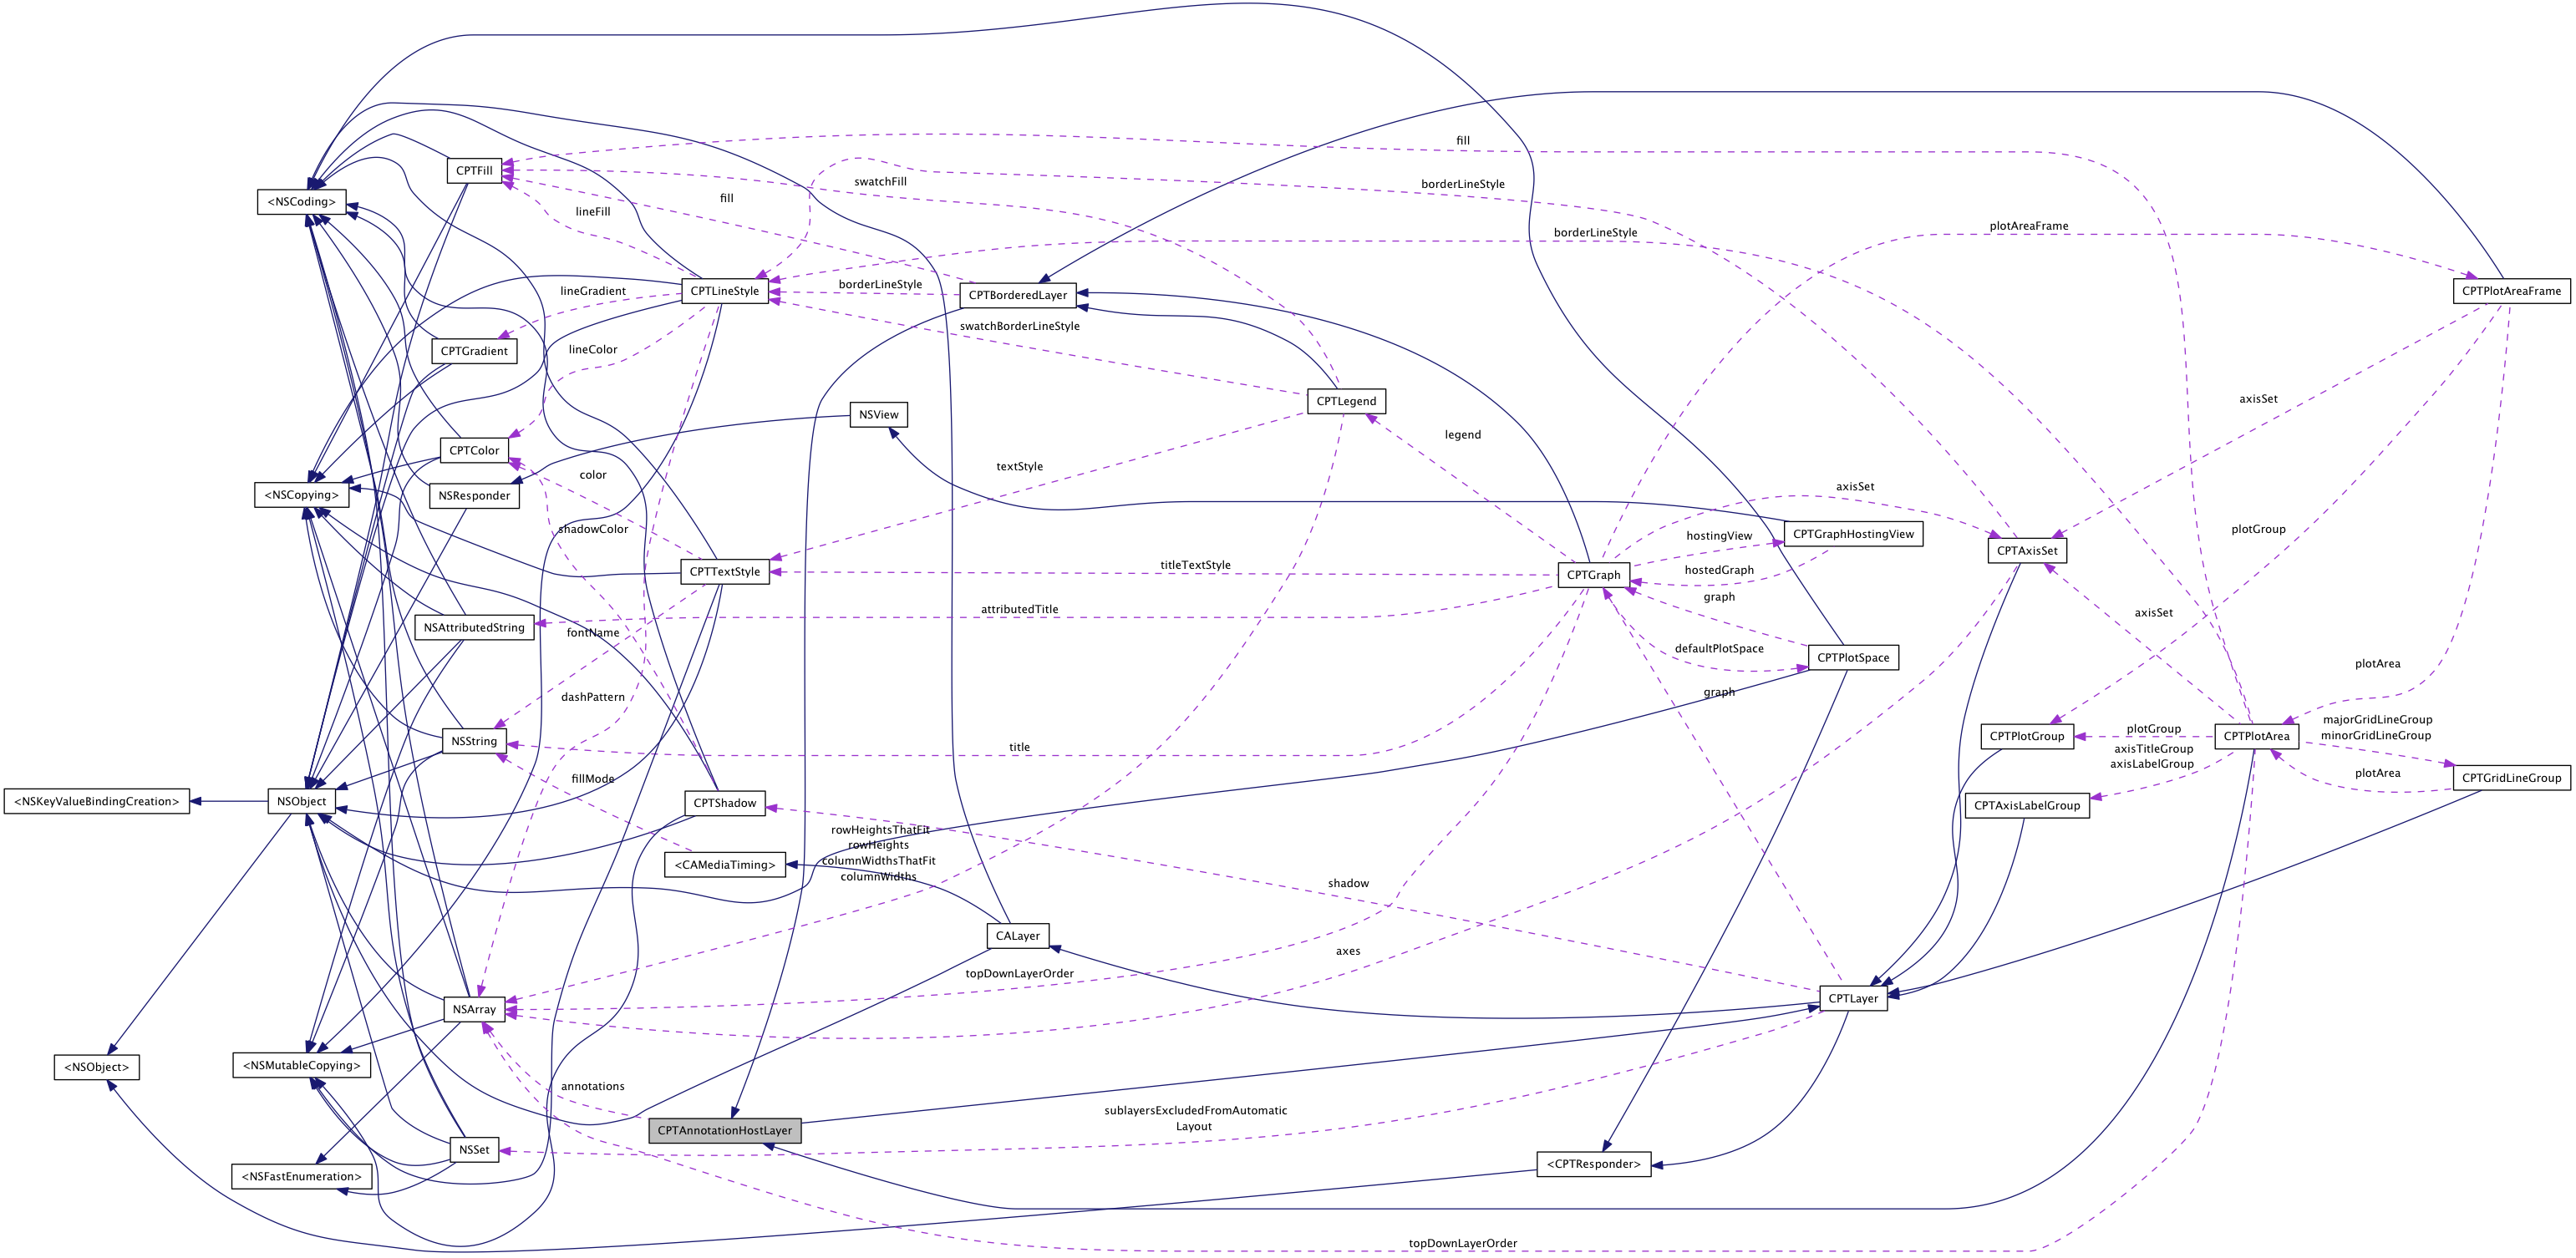 fill
CPTFill
swatchFill
borderLineStyle
<NSCoding>
fill
lineFill
plotAreaFrame
borderLineStyle
CPTLineStyle
lineGradient
borderLineStyle
CPTBorderedLayer
CPTPlotAreaFrame
swatchBorderLineStyle
CPTGradient
lineColor
axisSet
CPTLegend
NSView
legend
CPTColor
textStyle
color
axisSet
<NSCopying>
NSResponder
shadowColor
hostingView
CPTGraphHostingView
plotGroup
CPTAxisSet
CPTTextStyle
titleTextStyle
CPTGraph
hostedGraph
graph
attributedTitle
axisSet
NSAttributedString
fontName
defaultPlotSpace
CPTPlotSpace
plotArea
dashPattern
graph
majorGridLineGroup
minorGridLineGroup
plotGroup
CPTPlotGroup
CPTPlotArea
NSString
title
axisTitleGroup
axisLabelGroup
fillMode
plotArea
CPTGridLineGroup
<NSKeyValueBindingCreation>
NSObject
CPTShadow
CPTAxisLabelGroup
rowHeightsThatFit
rowHeights
columnWidthsThatFit
columnWidths
<CAMediaTiming>
shadow
CALayer
axes
topDownLayerOrder
CPTLayer
NSArray
<NSObject>
<NSMutableCopying>
annotations
sublayersExcludedFromAutomatic
Layout
CPTAnnotationHostLayer
NSSet
<CPTResponder>
<NSFastEnumeration>
topDownLayerOrder